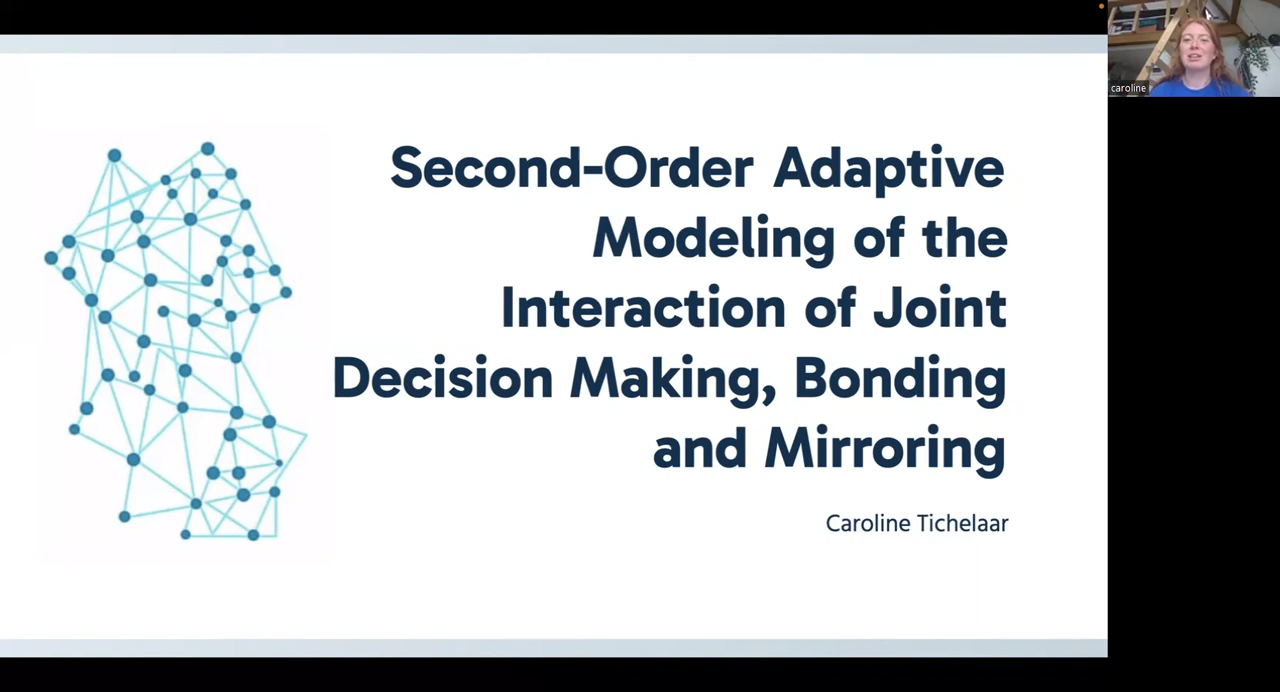 caroline
Second-Order Adaptive
Modeling of the
Interaction of Joint
Decision Making, Bonding
and Mirroring
Caroline Tichelaar